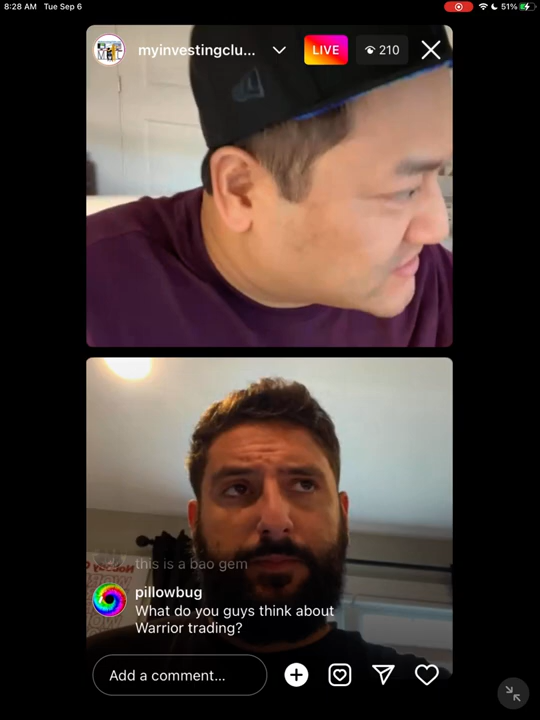 8:28 AM Tue Sep 6
51%
myinvestingclu...
LIVE
210
this is a bao gem
pillowbug
What do you guys think about
Warrior trading?
Add a comment...